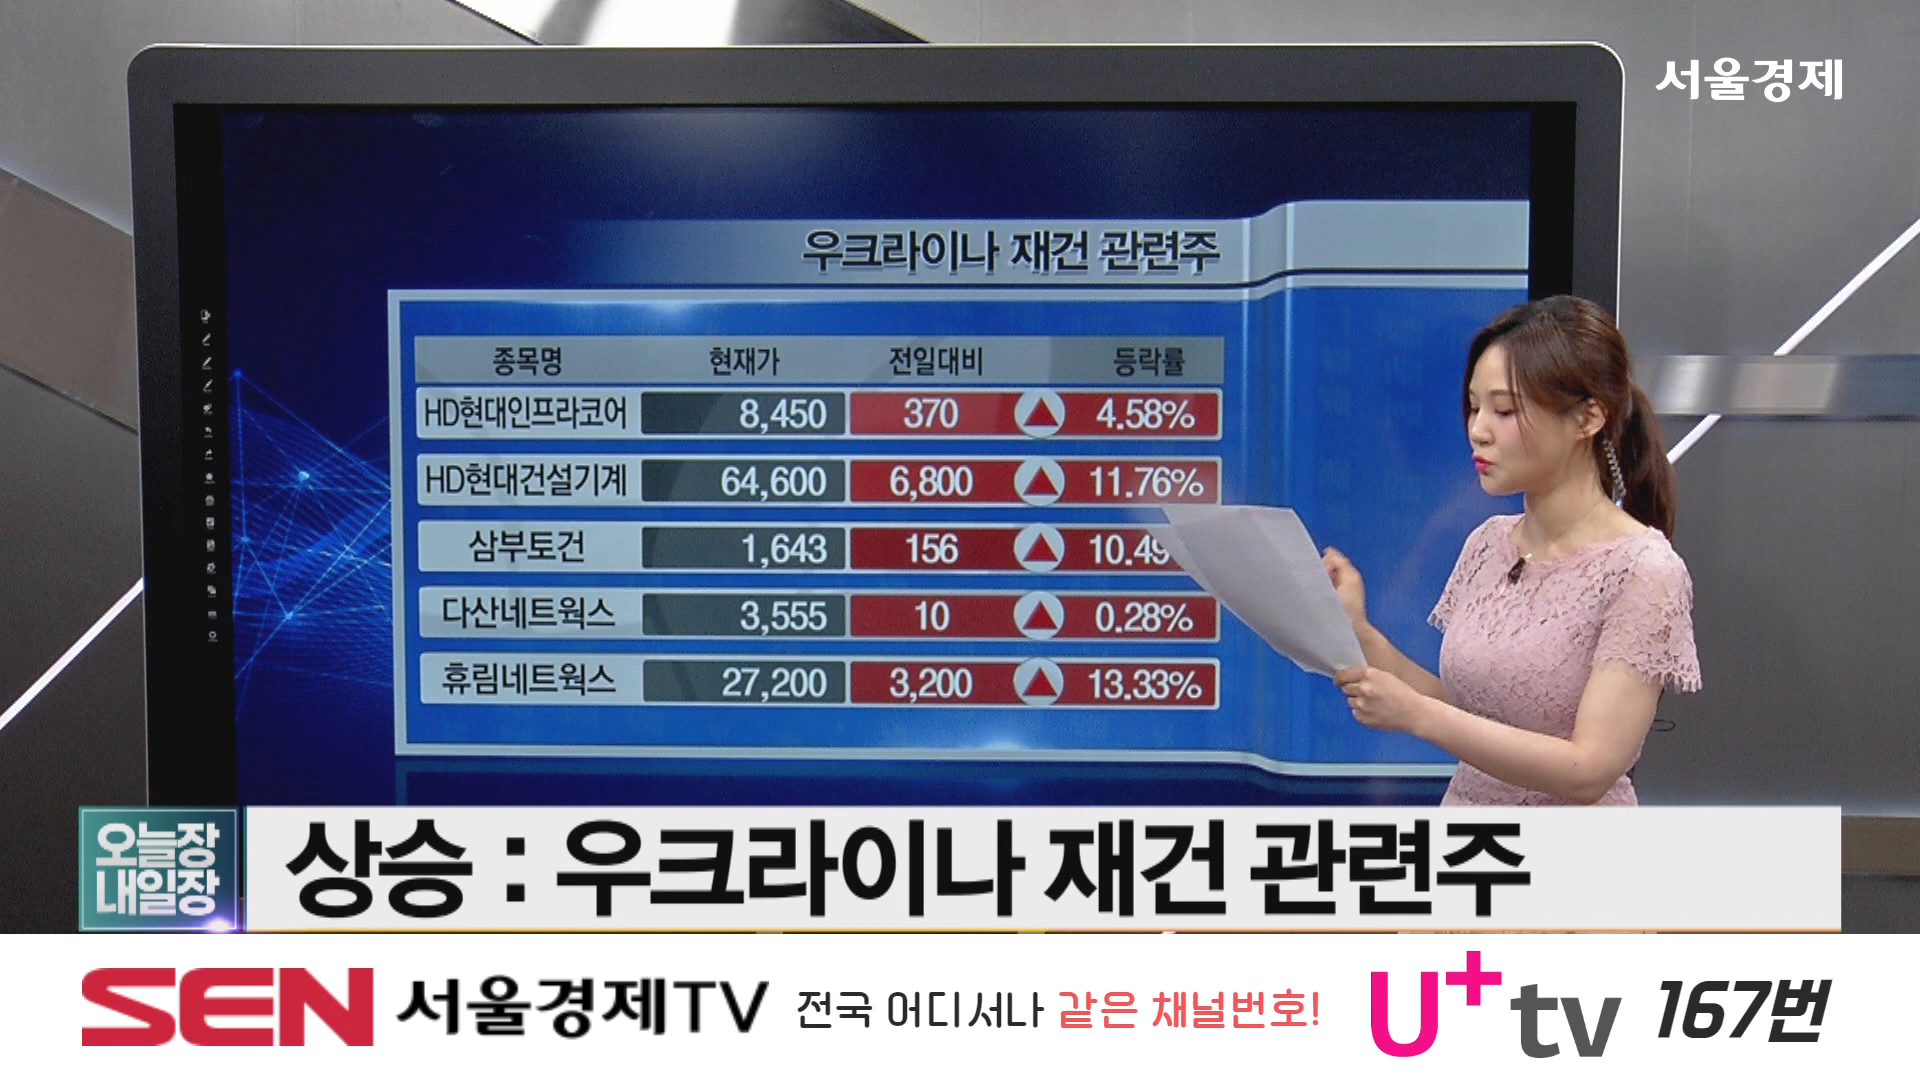 서울경제
우크라이나 재건 관련주
종목명 현재가 전일대비 등락률
HD현대인프라코어 8,450 370 4.58%
HD현대건설기계 64,600 6,800 11.76%
삼부토건 1,643 156 10.49
다산네트웍스 3,555 10 0.28%
휴림네트웍스 27,200 3,200 13.33%
오늘장
내일장
상승 : 우크라이나 재건 관련주
SEN 서울경제TV 전국 어디서나 같은 채널번호! U+tv 167번